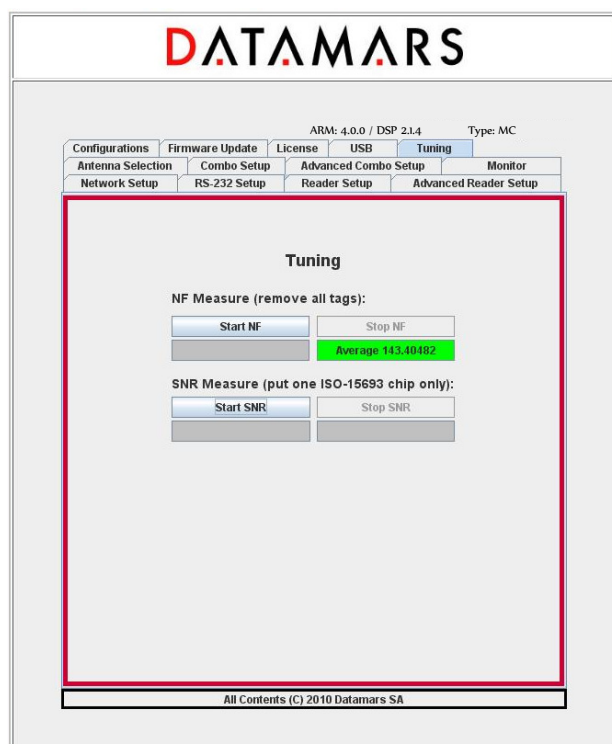 DATAMARS
ARM: 4.0.0 / DSP 2.1.4 Type: MC
Configurations Firmware Update License USB Tuning
Antenna Selection Combo Setup Advanced Combo Setup Monitor
Network Setup RS-232 Setup Reader Setup Advanced Reader Setup
Tuning
NF Measure (remove all tags):
Start NF Stop NF
Average 143.40482
SNR Measure (put one ISO-15693 chip only):
Start SNR Stop SNR
All Contents (C) 2010 Datamars SA